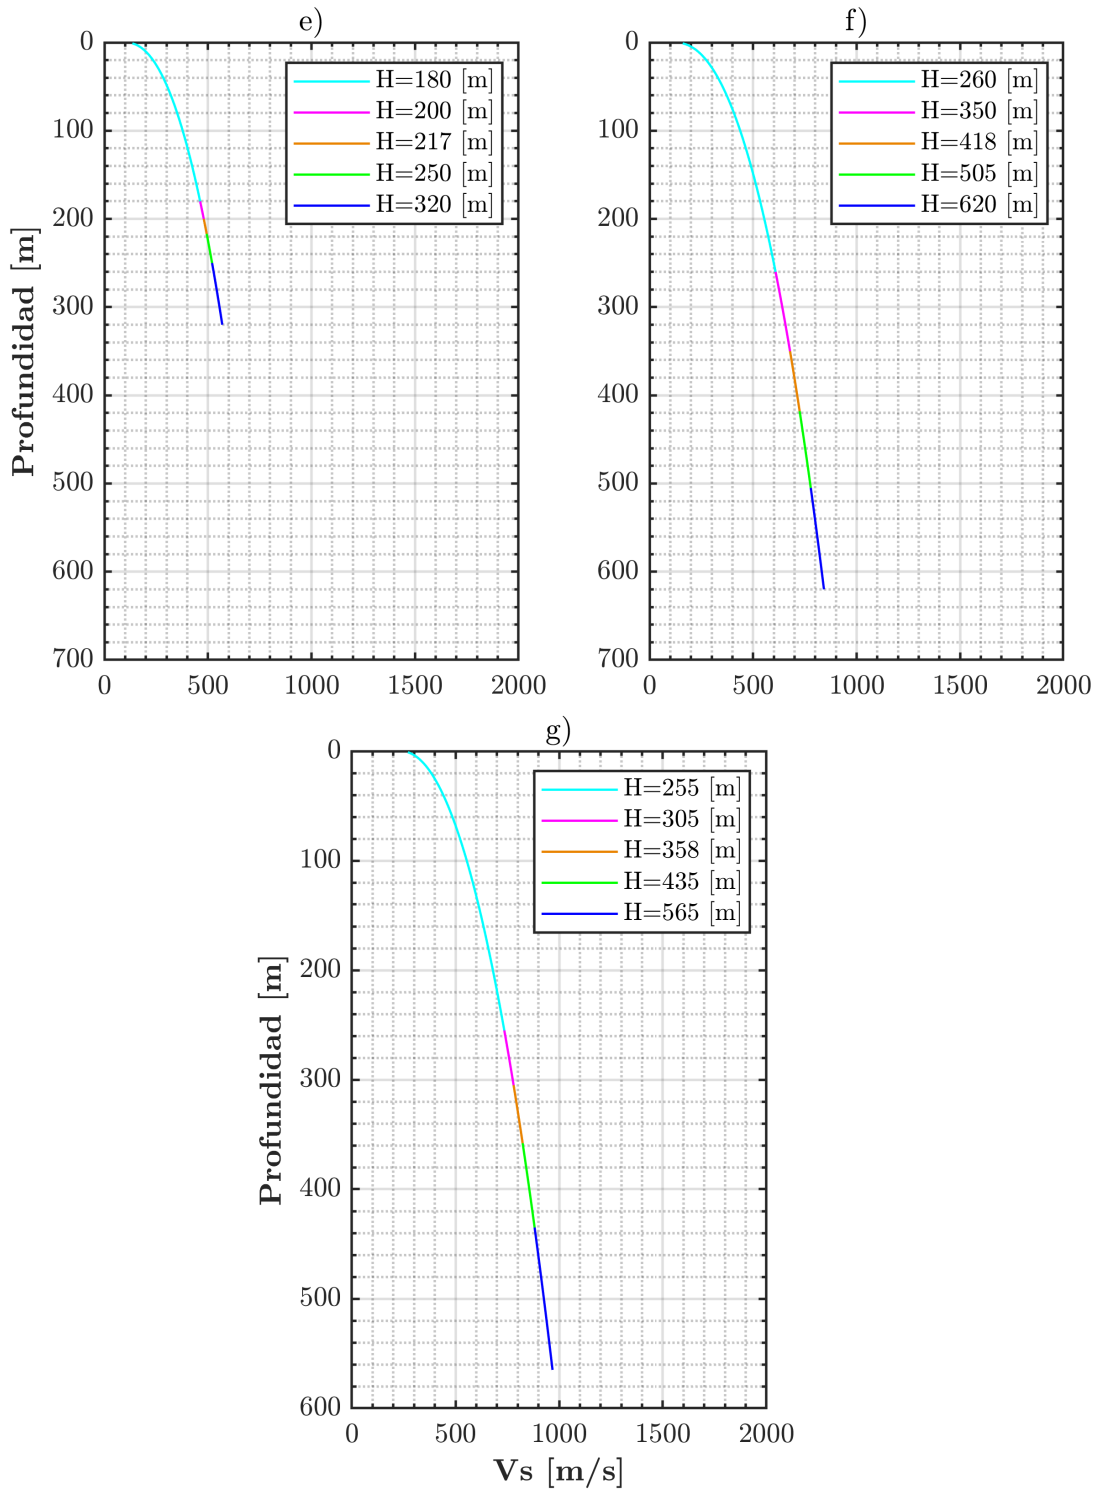 e)
0
100
200
300
400
500
600
700
0 500 1000 1500 2000
Profundidad [m]
H=180 [m]
H=200 [m]
H=217 [m]
H=250 [m]
H=320 [m]
f)
0
100
200
300
400
500
600
700
0 500 1000 1500 2000
H=260 [m]
H=350 [m]
H=418 [m]
H=505 [m]
H=620 [m]
g)
0
100
200
300
400
500
600
0 500 1000 1500 2000
Profundidad [m]
H=255 [m]
H=305 [m]
H=358 [m]
H=435 [m]
H=565 [m]
Vs [m/s]